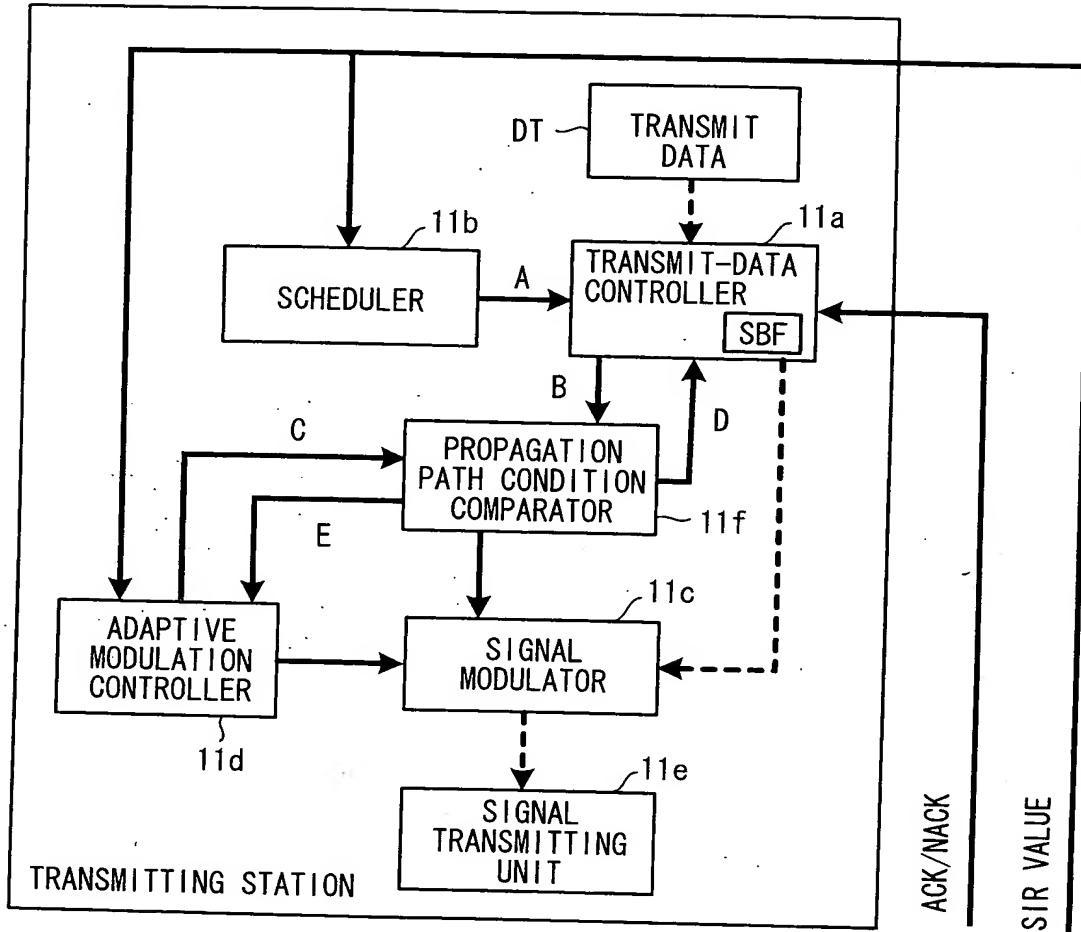 DT
TRANSMIT
DATA
11b
11a
SCHEDULER
A
TRANSMIT-DATA
CONTROLLER
SBF
B
D
C
PROPAGATION
PATH CONDITION
COMPARATOR
E
11f
11c
ADAPTIVE
MODULATION
CONTROLLER
SIGNAL
MODULATOR
11d
11e
SIGNAL
TRANSMITTING
UNIT
TRANSMITTING STATION
ACK/NACK
SIR VALUE